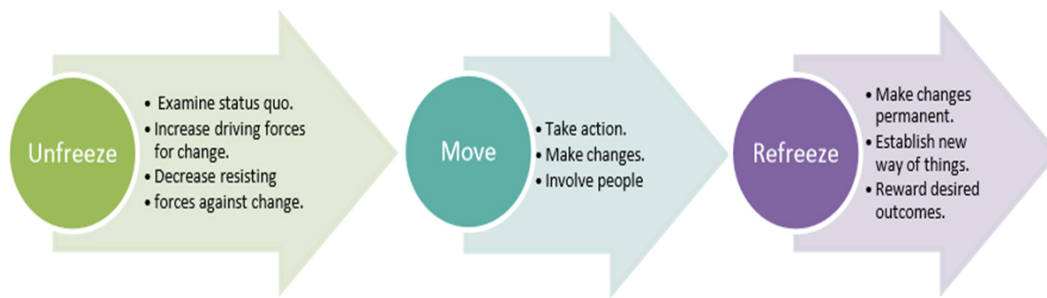 Unfreeze
• Examine status quo.
• Increase driving forces
for change.
• Decrease resisting
• forces against change.
Move
• Take action.
• Make changes.
• Involve people
Refreeze
• Make changes
permanent.
• Establish new
way of things.
• Reward desired
outcomes.